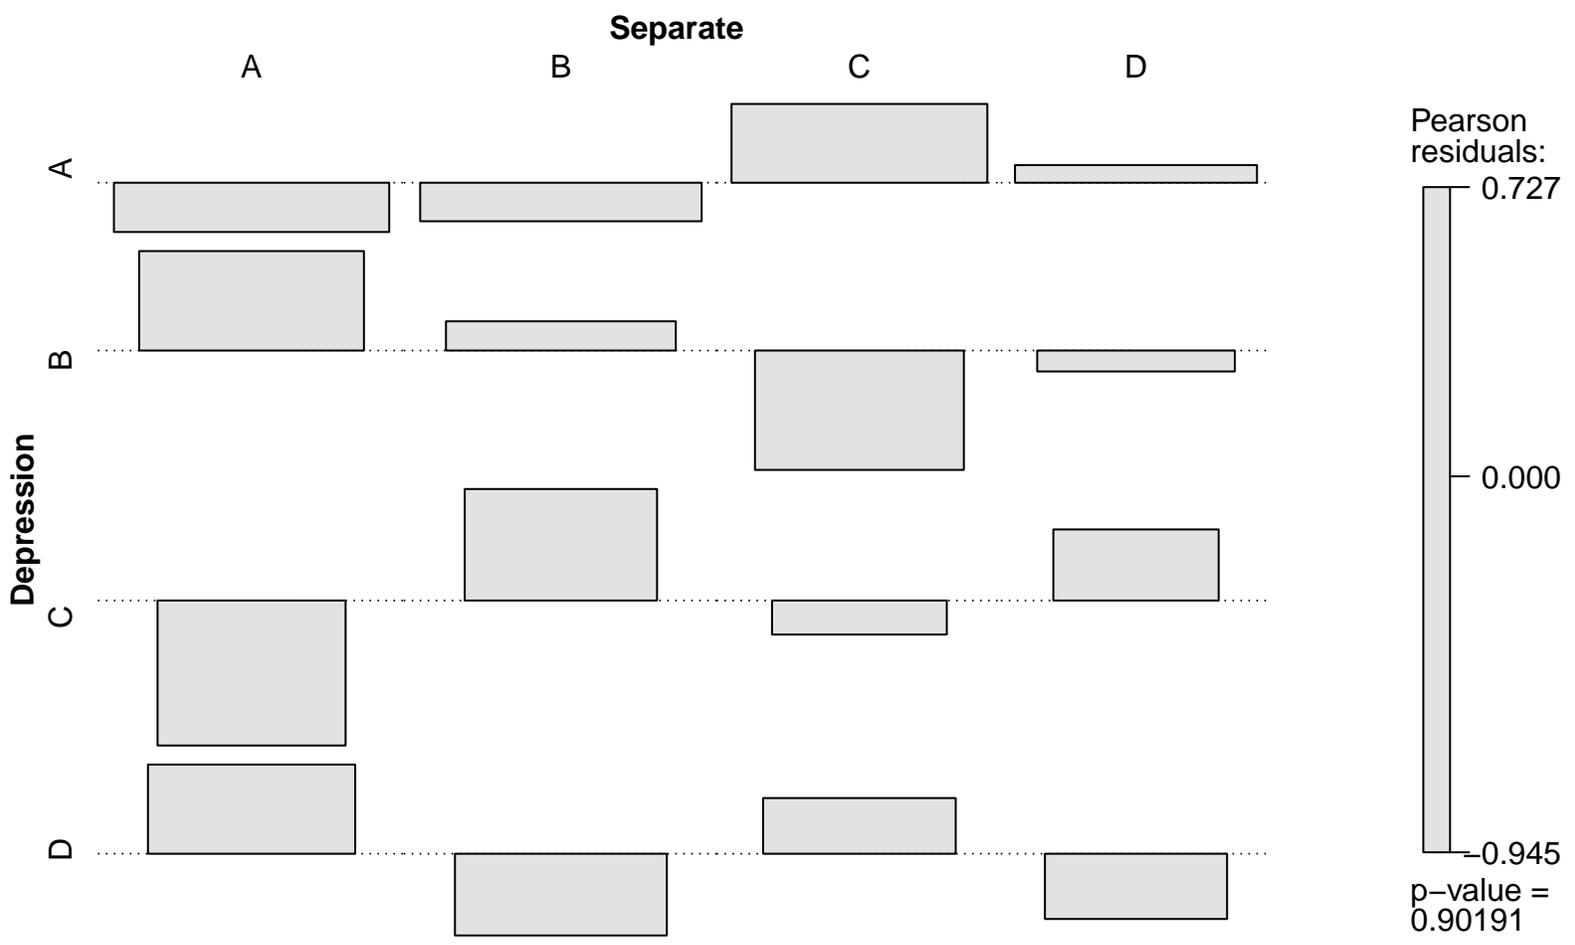 Separate
A B C D
Pearson
residuals:
0.727
0.000
−0.945
p−value =
0.90191
Depression
A
B
C
D